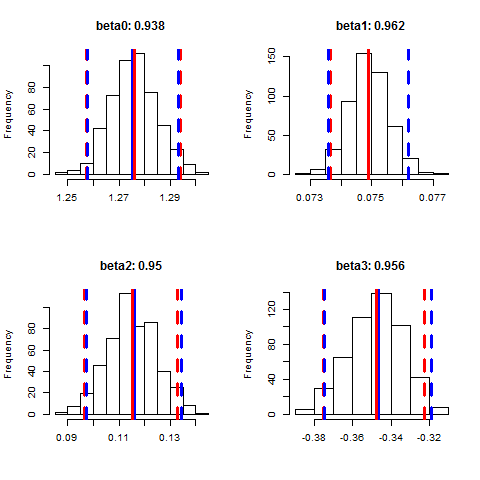 beta0: 0.938
Frequency
0 20 40 60 80
1.25 1.27 1.29
beta1: 0.962
Frequency
0 50 100 150
0.073 0.075 0.077
beta2: 0.95
Frequency
0 20 40 60 80
0.09 0.11 0.13
beta3: 0.956
Frequency
0 40 80 140
-0.38 -0.36 -0.34 -0.32